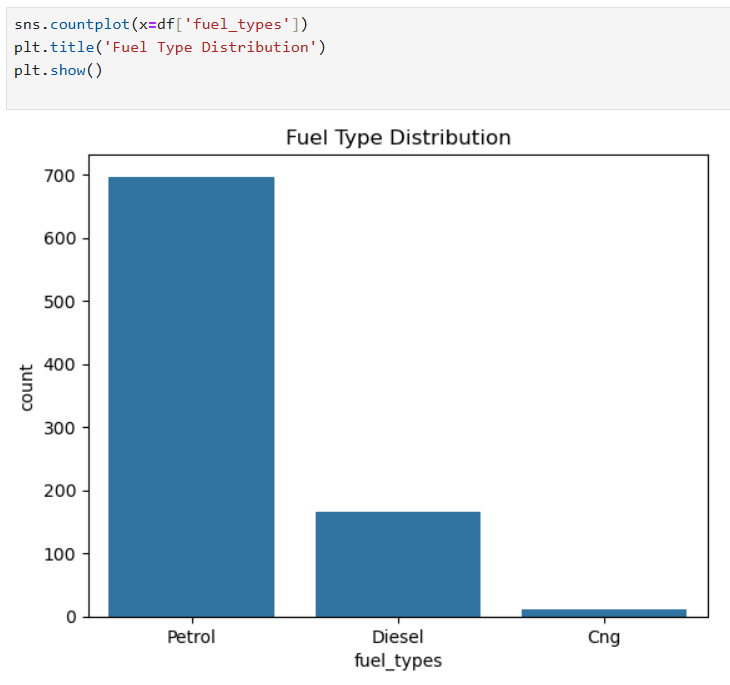 sns.countplot(x=df['fuel_types'])
plt.title('Fuel Type Distribution')
plt.show()
Fuel Type Distribution
700
600
500
400
300
200
100
0
count
Petrol Diesel Cng
fuel_types